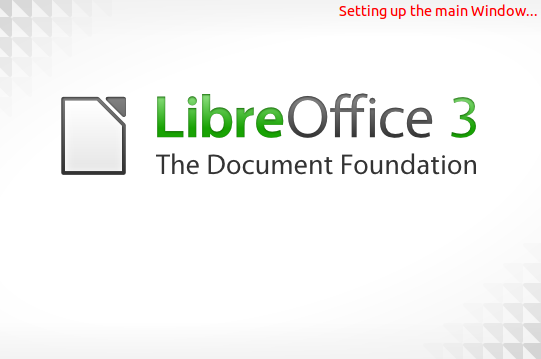 Setting up the main Window...
LibreOffice 3
The Document Foundation